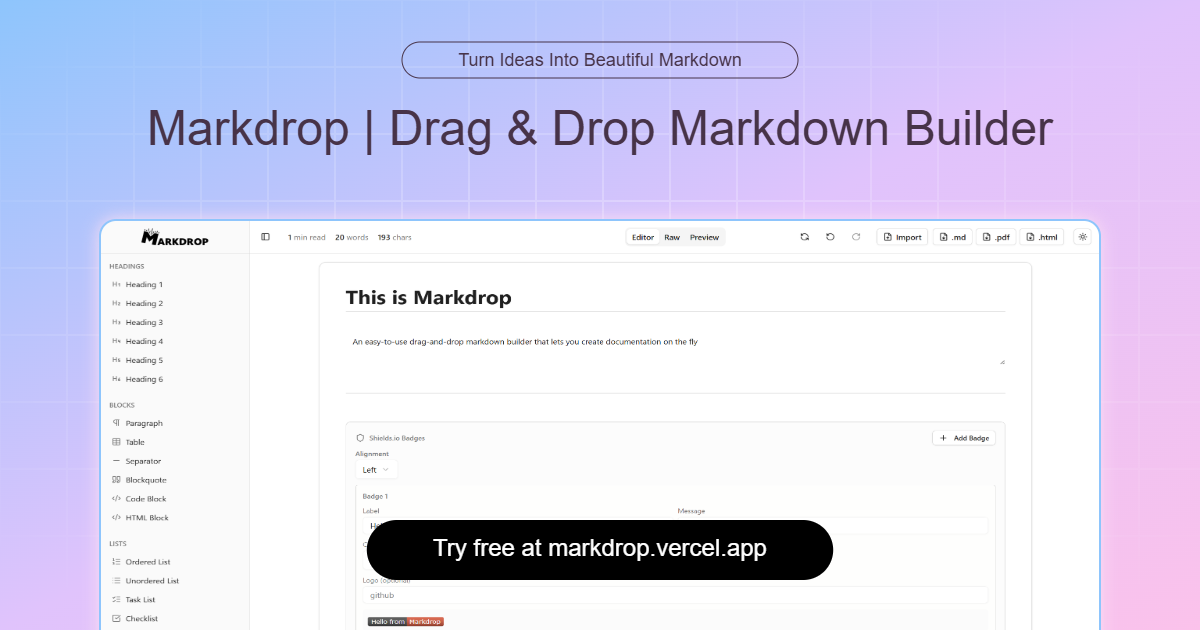 Turn Ideas Into Beautiful Markdown
Markdrop | Drag & Drop Markdown Builder
MARKDROP
1 min read 20 words 193 chars
Editor Raw Preview
Import .md .pdf .html
HEADINGS
H1 Heading 1
H2 Heading 2
H3 Heading 3
H4 Heading 4
H5 Heading 5
H6 Heading 6
BLOCKS
Paragraph
Table
Separator
Blockquote
Code Block
HTML Block
LISTS
Ordered List
Unordered List
Task List
Checklist
This is Markdrop
An easy-to-use drag-and-drop markdown builder that lets you create documentation on the fly
Shields.io Badges
+ Add Badge
Alignment
Left
Badge 1
Label Message
Try free at markdrop.vercel.app
Logo (optional)
github
Hello from Markdrop